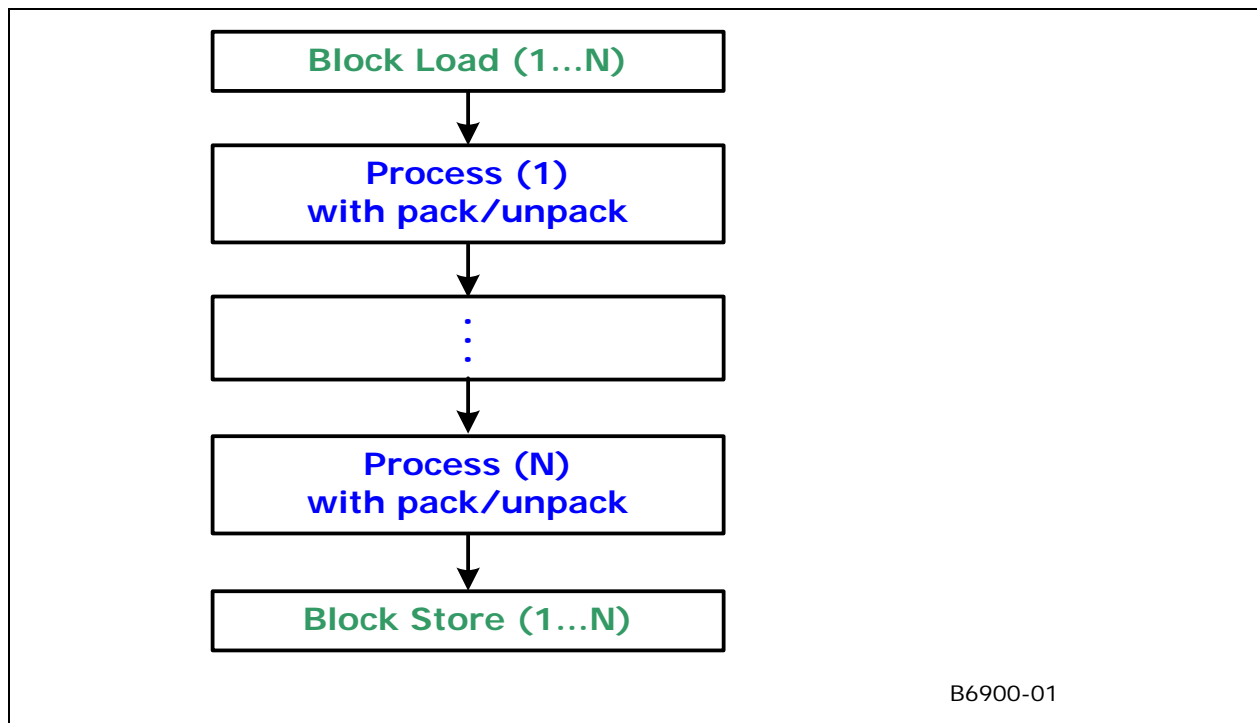 Block Load (1...N)
Process (1)
with pack/unpack
Process (N)
with pack/unpack
Block Store (1...N)
B6900-01